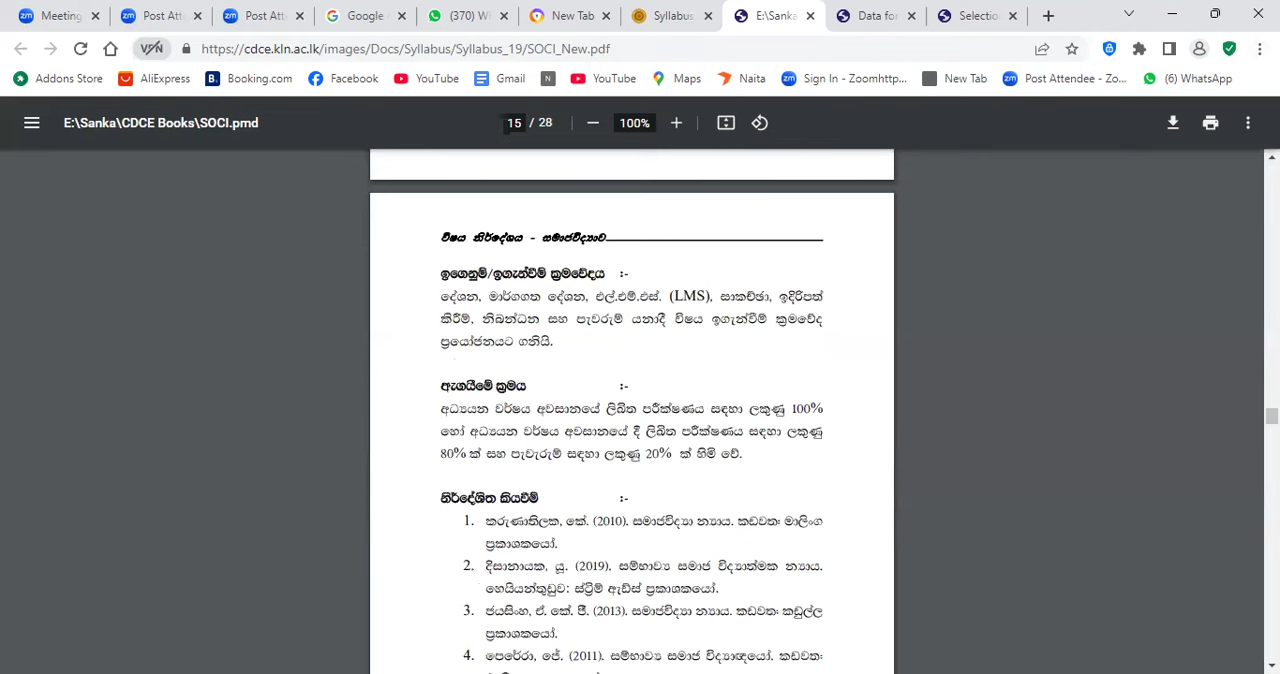 Meeting
Post Atte
Post Atte
Google
(370) W
New Tab
Syllabus
E:\Sanka
Data for
Selectio
https://cdce.kln.ac.lk/images/Docs/Syllabus/Syllabus_19/SOCI_New.pdf
Addons Store
AliExpress
Booking.com
Facebook
YouTube
Gmail
New Tab
YouTube
Maps
Naita
Sign In - Zoomhttp...
New Tab
Post Attendee - Zo...
(6) WhatsApp
E:\Sanka\CDCE Books\SOCI.pmd
15 / 28
100%
විෂය නිර්දේශය - සමාජවිද්‍යාව
ඉගෙනුම්/ඉගැන්වීම් ක්‍රමවේදය :-
දේශන, මාර්ගගත දේශන, එල්.එම්.එස්. (LMS), සාකච්ඡා, ඉදිරිපත්
කිරීම්, නිබන්ධන සහ පැවරුම් යනාදී විෂය ඉගැන්වීම් ක්‍රමවේද
ප්‍රයෝජනයට ගනියි.
ඇගයීමේ ක්‍රමය :-
අධ්‍යයන වර්ෂය අවසානයේ ලිඛිත පරීක්ෂණය සඳහා ලකුණු 100%
හෝ අධ්‍යයන වර්ෂය අවසානයේ දී ලිඛිත පරීක්ෂණය සඳහා ලකුණු
80% ක් සහ පැවැරුම් සඳහා ලකුණු 20% ක් හිමි වේ.
නිර්දේශිත කියවීම් :-
1. කරුණාතිලක, කේ. (2010). සමාජවිද්‍යා න්‍යාය. කඩවතඃ මාලිංග
ප්‍රකාශකයෝ.
2. දිසානායක, යූ. (2019). සම්භාව්‍ය සමාජ විද්‍යාත්මක න්‍යාය.
හෙයියන්තුඩුව: ස්ට්‍රීම් ඇඩ්ස් ප්‍රකාශකයෝ.
3. ජයසිංහ, ඒ. කේ. පී. (2013). සමාජවිද්‍යා න්‍යාය. කඩවතඃ කඩුල්ල
ප්‍රකාශකයෝ.
4. පෙරේරා, ජේ. (2011). සම්භාව්‍ය සමාජ විද්‍යාඥයෝ. කඩවතඃ